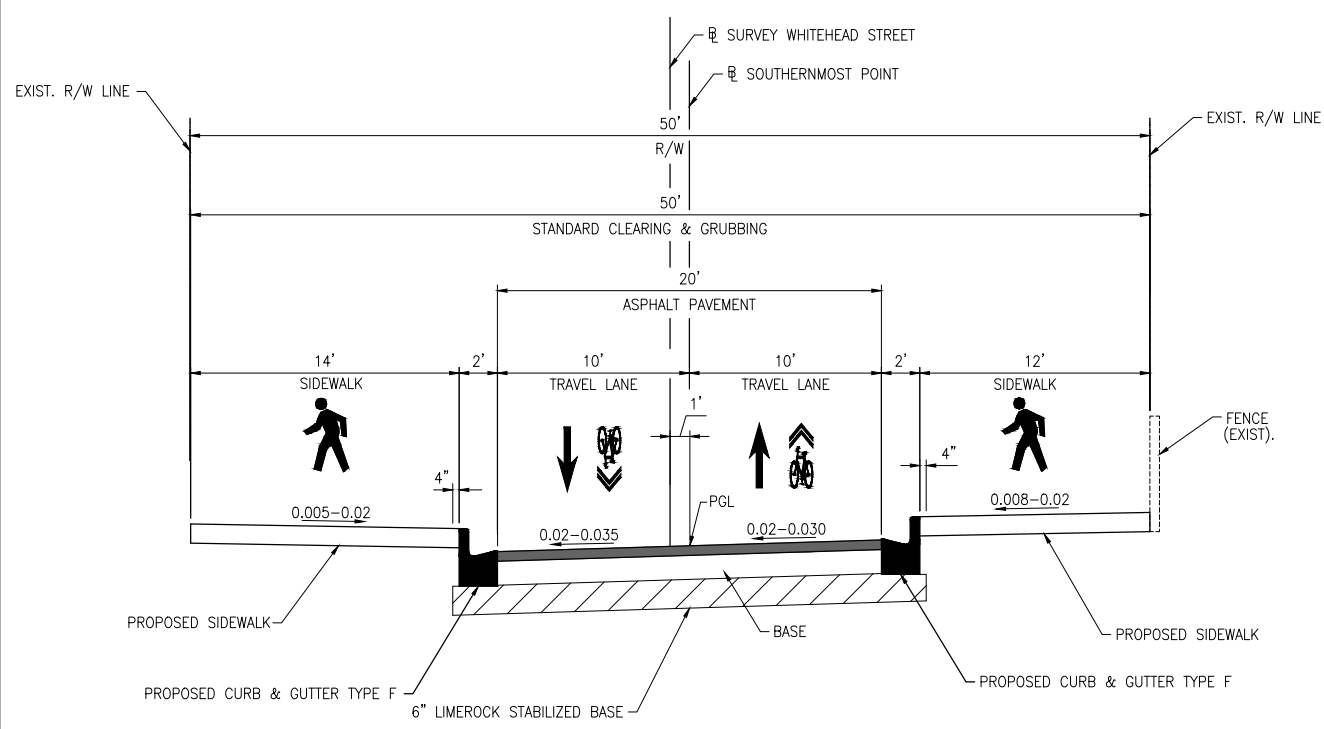 ℄ SURVEY WHITEHEAD STREET
℄ SOUTHERNMOST POINT
EXIST. R/W LINE
EXIST. R/W LINE
50'
R/W
50'
STANDARD CLEARING & GRUBBING
20'
ASPHALT PAVEMENT
14'
2'
10'
10'
2'
12'
SIDEWALK
TRAVEL LANE
TRAVEL LANE
SIDEWALK
1'
FENCE
(EXIST).
4"
4"
PGL
0.005-0.02
0.02-0.035
0.02-0.030
0.008-0.02
PROPOSED SIDEWALK
BASE
PROPOSED SIDEWALK
PROPOSED CURB & GUTTER TYPE F
PROPOSED CURB & GUTTER TYPE F
6" LIMEROCK STABILIZED BASE